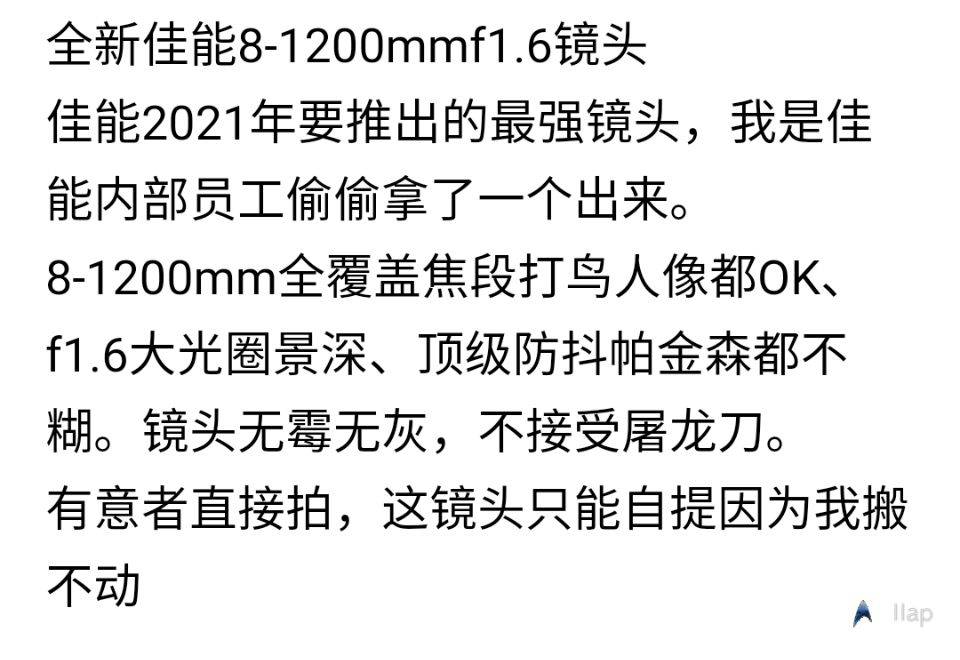 全新佳能8-1200mmf1.6镜头
佳能2021年要推出的最强镜头，我是佳
能内部员工偷偷拿了一个出来。
8-1200mm全覆盖焦段打鸟人像都OK、
f1.6大光圈景深、顶级防抖帕金森都不
糊。镜头无霉无灰，不接受屠龙刀。
有意者直接拍，这镜头只能自提因为我搬
不动
llap